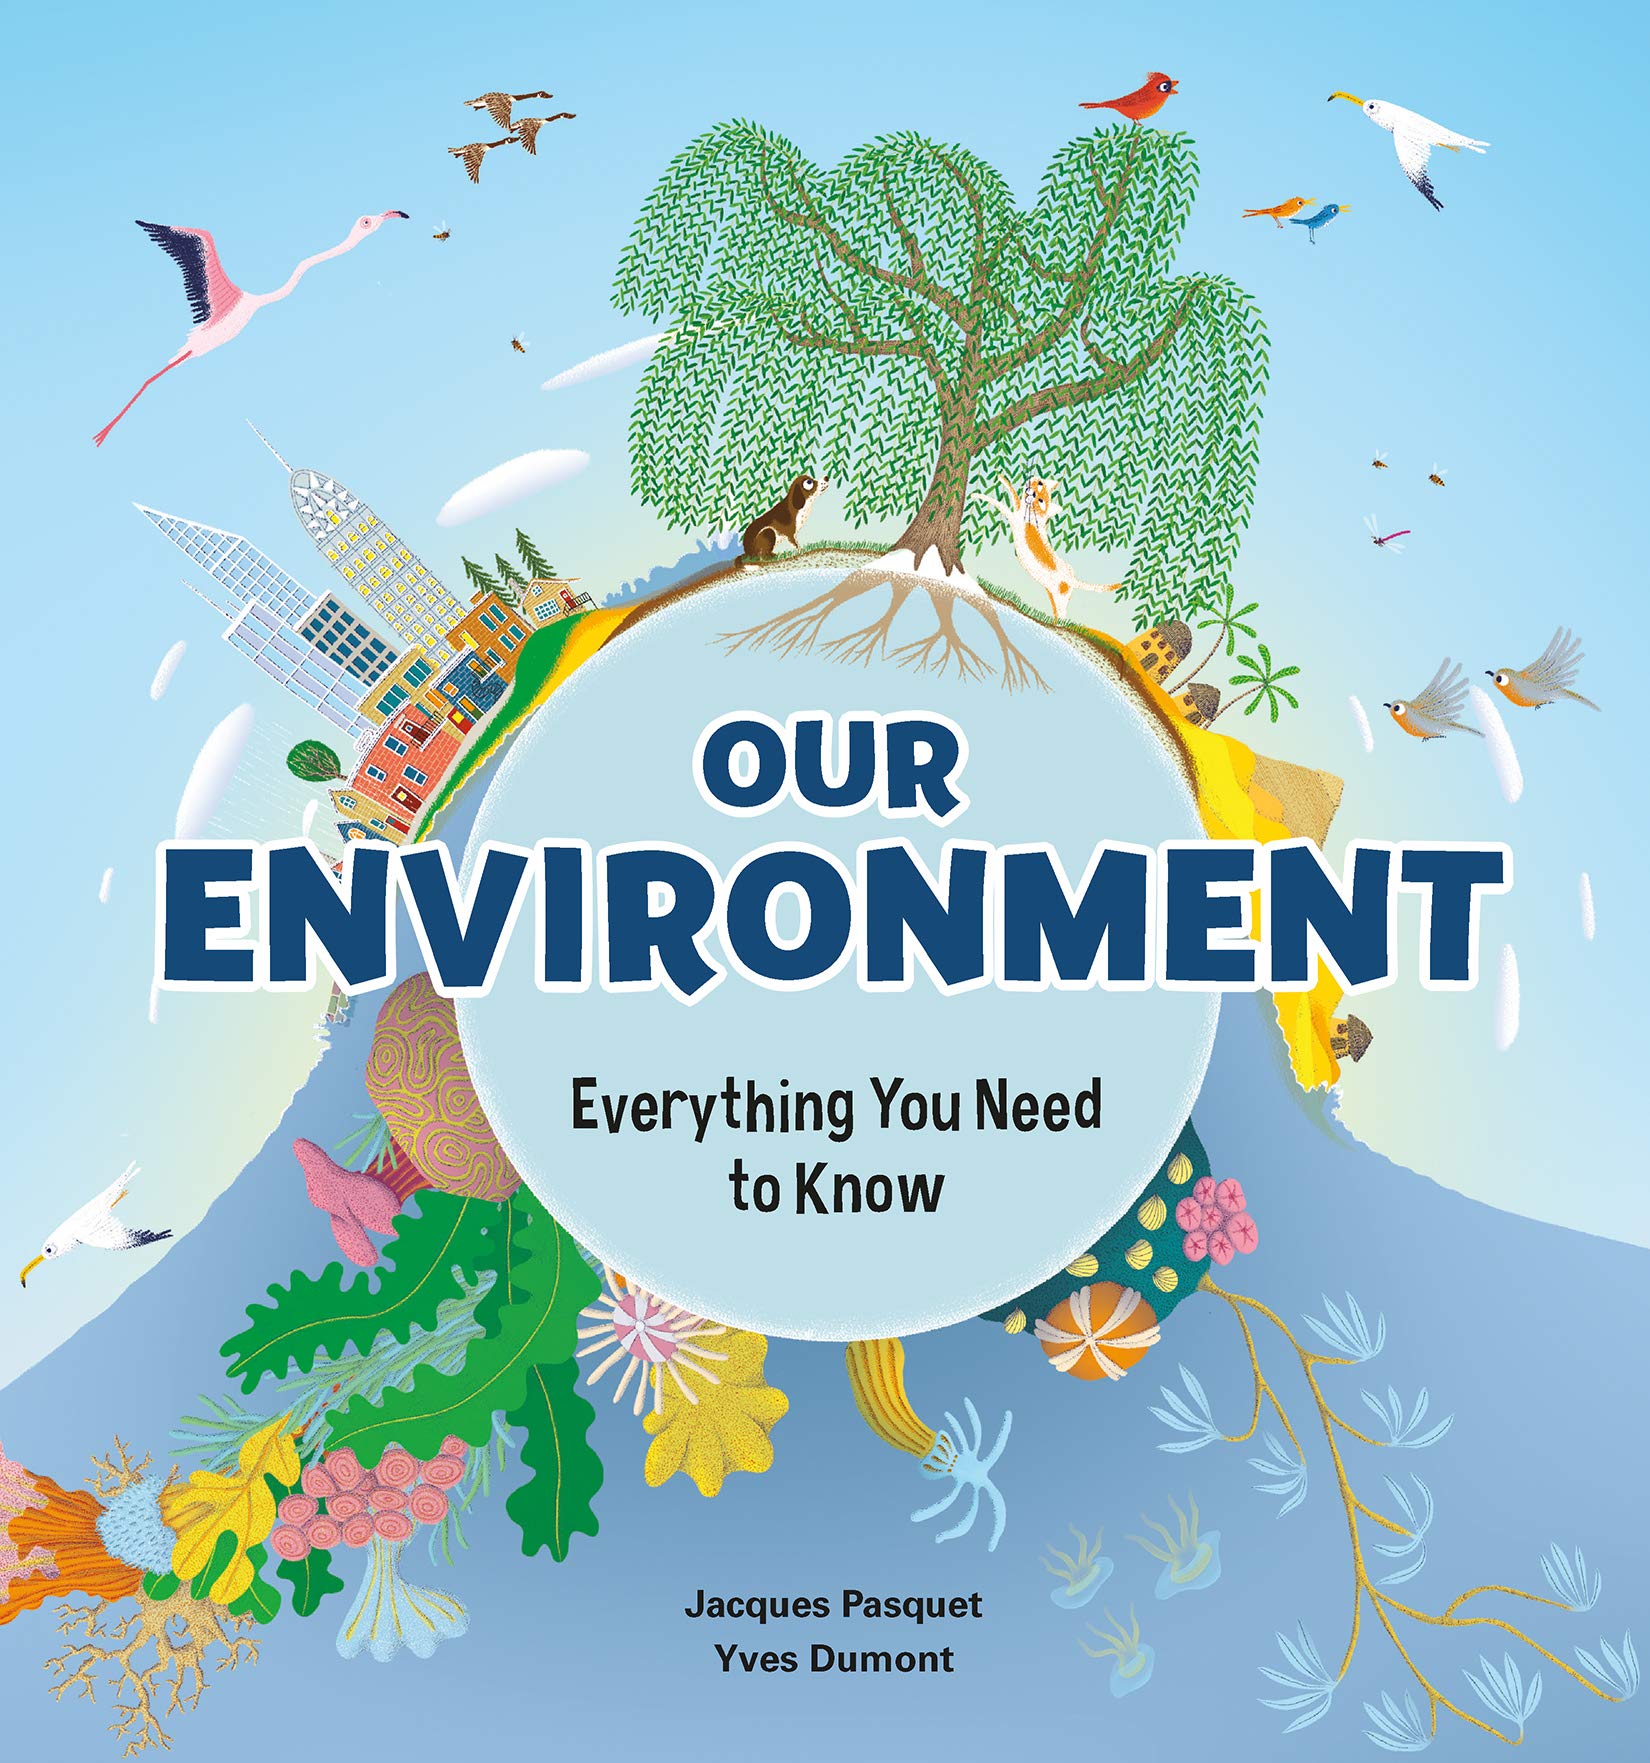 OUR
ENVIRONMENT
Everything You Need
to Know
Jacques Pasquet
Yves Dumont